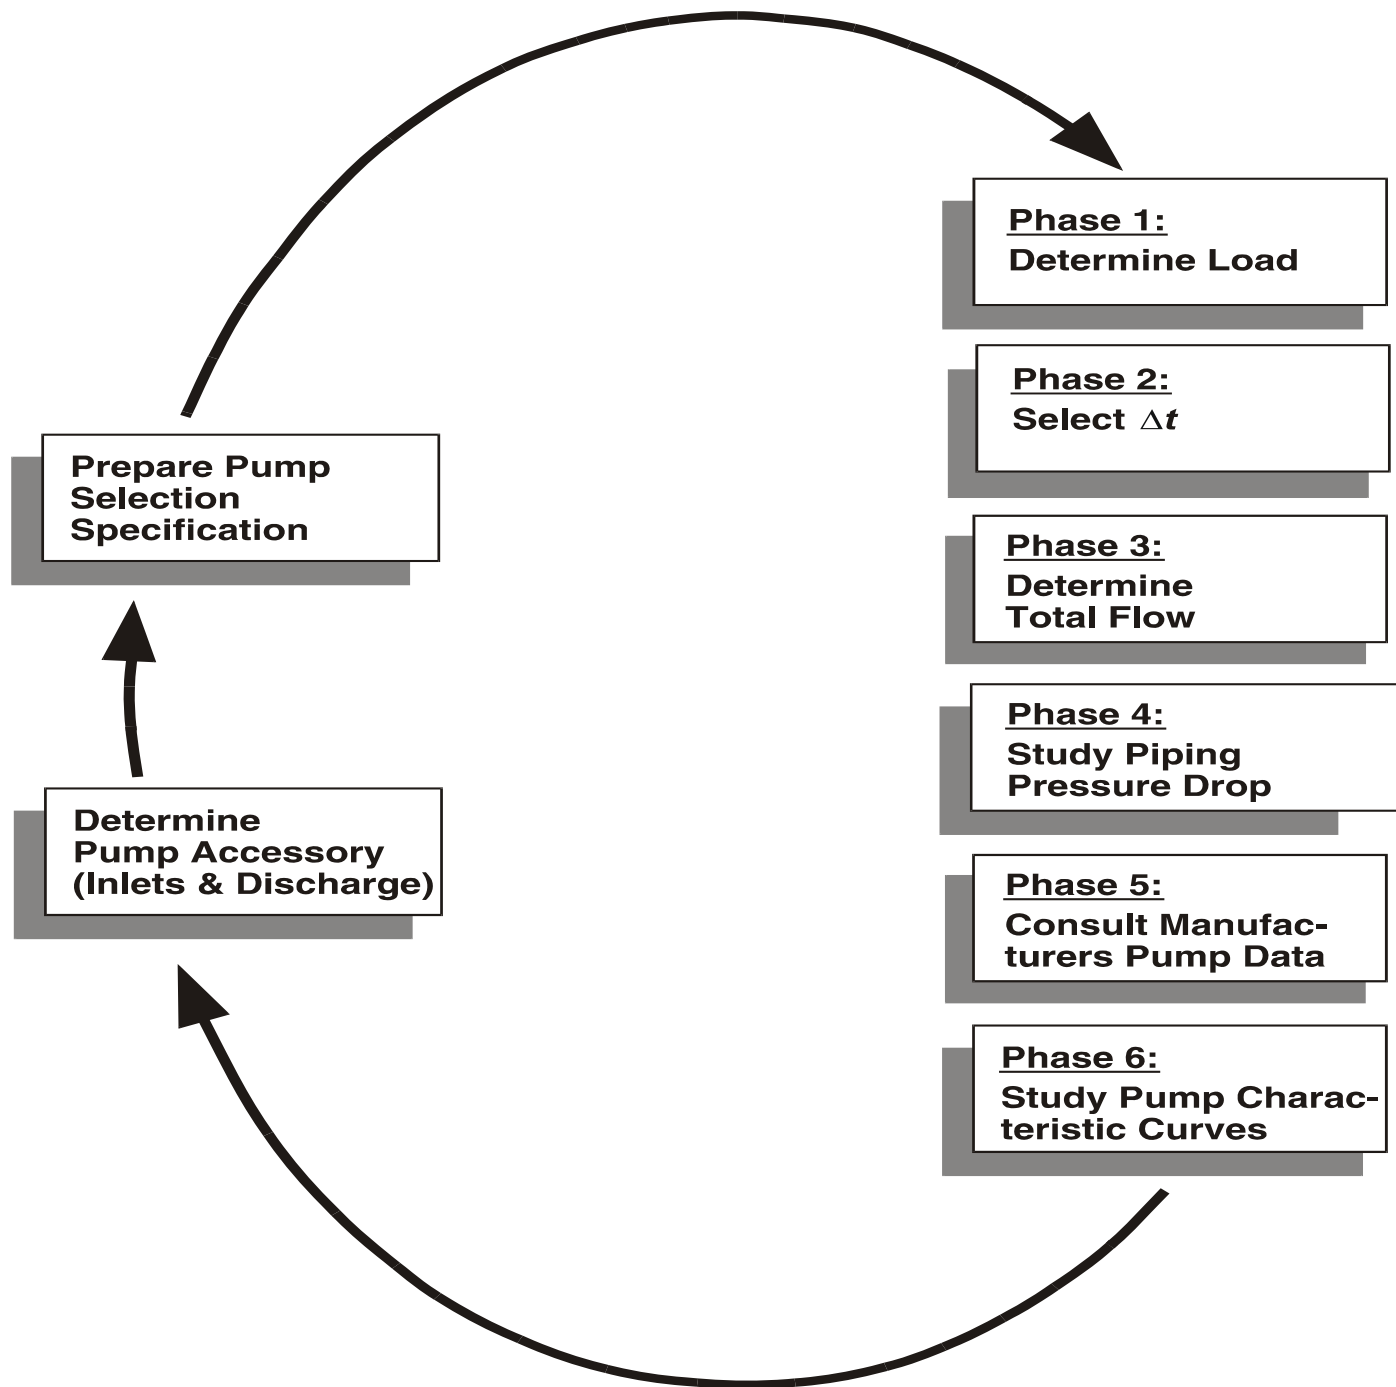 Phase 1:
Determine Load
Phase 2:
Select Δt
Phase 3:
Determine
Total Flow
Phase 4:
Study Piping
Pressure Drop
Phase 5:
Consult Manufac-
turers Pump Data
Phase 6:
Study Pump Charac-
teristic Curves
Determine
Pump Accessory
(Inlets & Discharge)
Prepare Pump
Selection
Specification